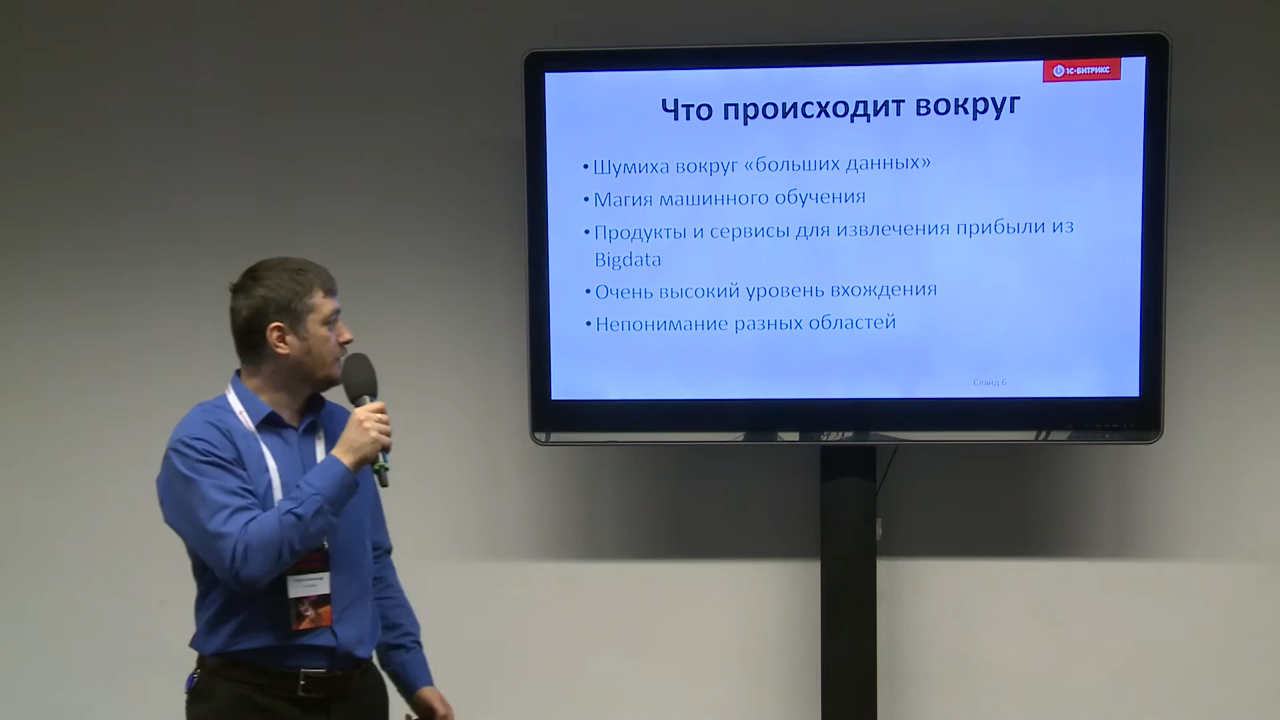 1С-БИТРИКС
Что происходит вокруг
• Шумиха вокруг «больших данных»
• Магия машинного обучения
• Продукты и сервисы для извлечения прибыли из
Bigdata
• Очень высокий уровень вхождения
• Непонимание разных областей
Слайд 6